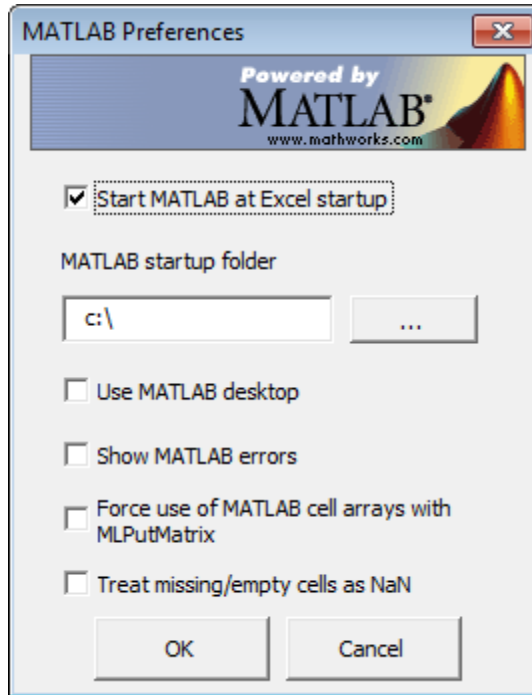 MATLAB Preferences
Powered by
MATLAB®
www.mathworks.com
Start MATLAB at Excel startup
MATLAB startup folder
c:\
...
Use MATLAB desktop
Show MATLAB errors
Force use of MATLAB cell arrays with
MLPutMatrix
Treat missing/empty cells as NaN
OK
Cancel